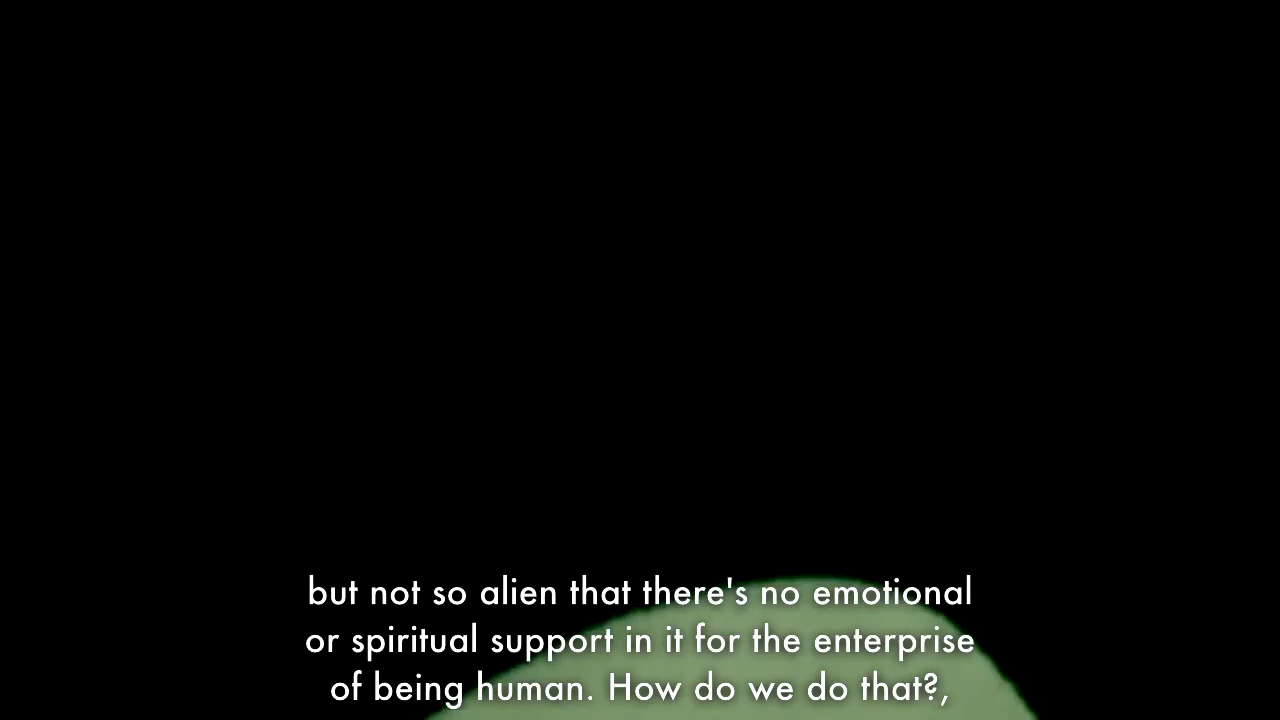 but not so alien that there's no emotional
or spiritual support in it for the enterprise
of being human. How do we do that?,